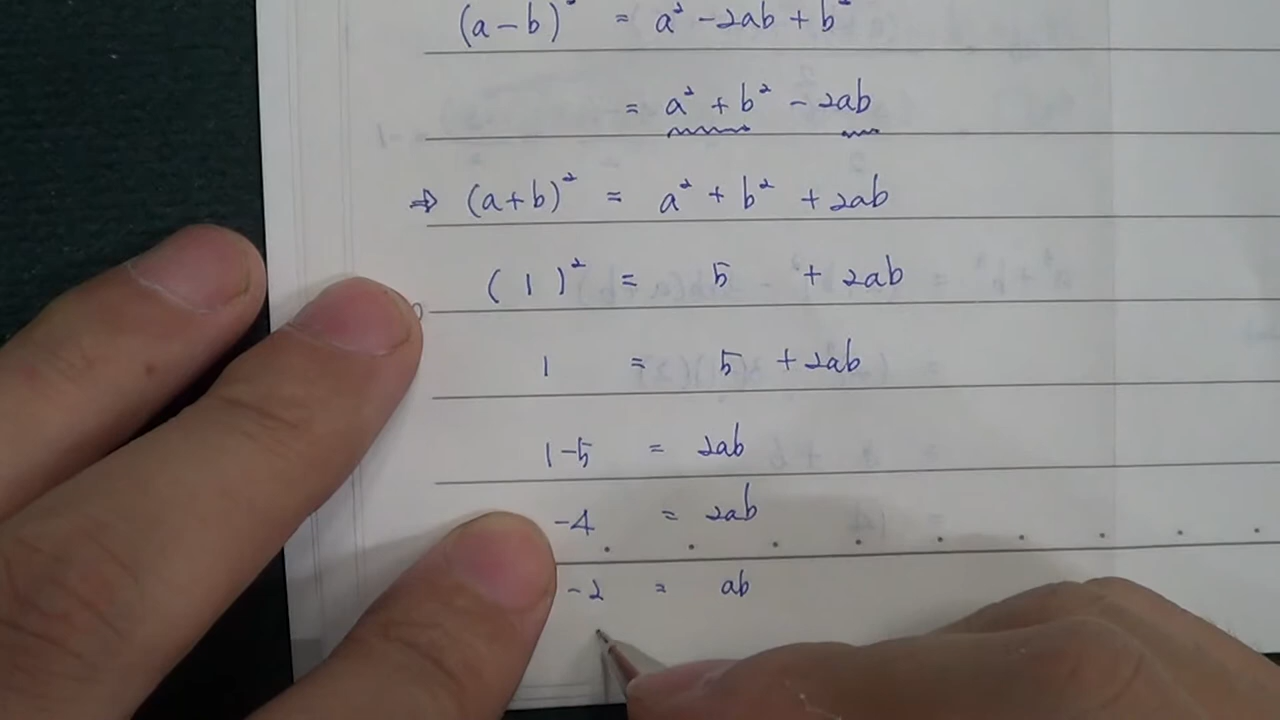 (a-b)² = a² -2ab + b²
= a² + b² - 2ab
⇒ (a+b)² = a² + b² + 2ab
( 1 )² = 5 + 2ab
1 = 5 + 2ab
1-5 = 2ab
-4 = 2ab
-2 = ab